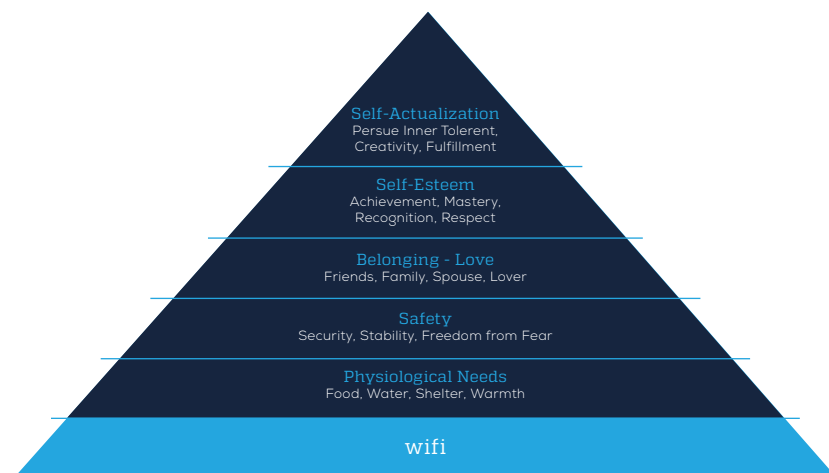 Self-Actualization
Persue Inner Tolerent,
Creativity, Fulfillment
Self-Esteem
Achievement, Mastery,
Recognition, Respect
Belonging - Love
Friends, Family, Spouse, Lover
Safety
Security, Stability, Freedom from Fear
Physiological Needs
Food, Water, Shelter, Warmth
wifi